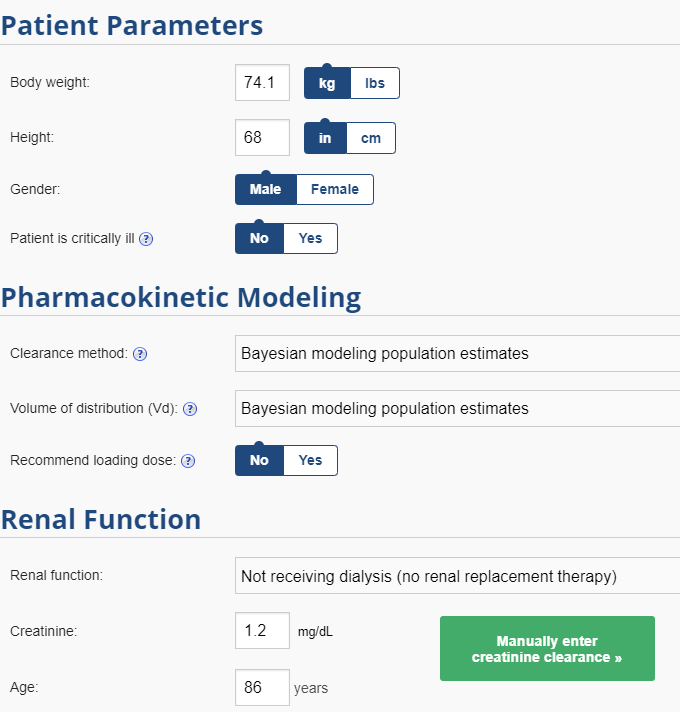 Patient Parameters
Body weight: 74.1 kg lbs
Height: 68 in cm
Gender: Male Female
Patient is critically ill ? No Yes
Pharmacokinetic Modeling
Clearance method: ? Bayesian modeling population estimates
Volume of distribution (Vd): ? Bayesian modeling population estimates
Recommend loading dose: ? No Yes
Renal Function
Renal function: Not receiving dialysis (no renal replacement therapy)
Creatinine: 1.2 mg/dL
Manually enter
creatinine clearance »
Age: 86 years